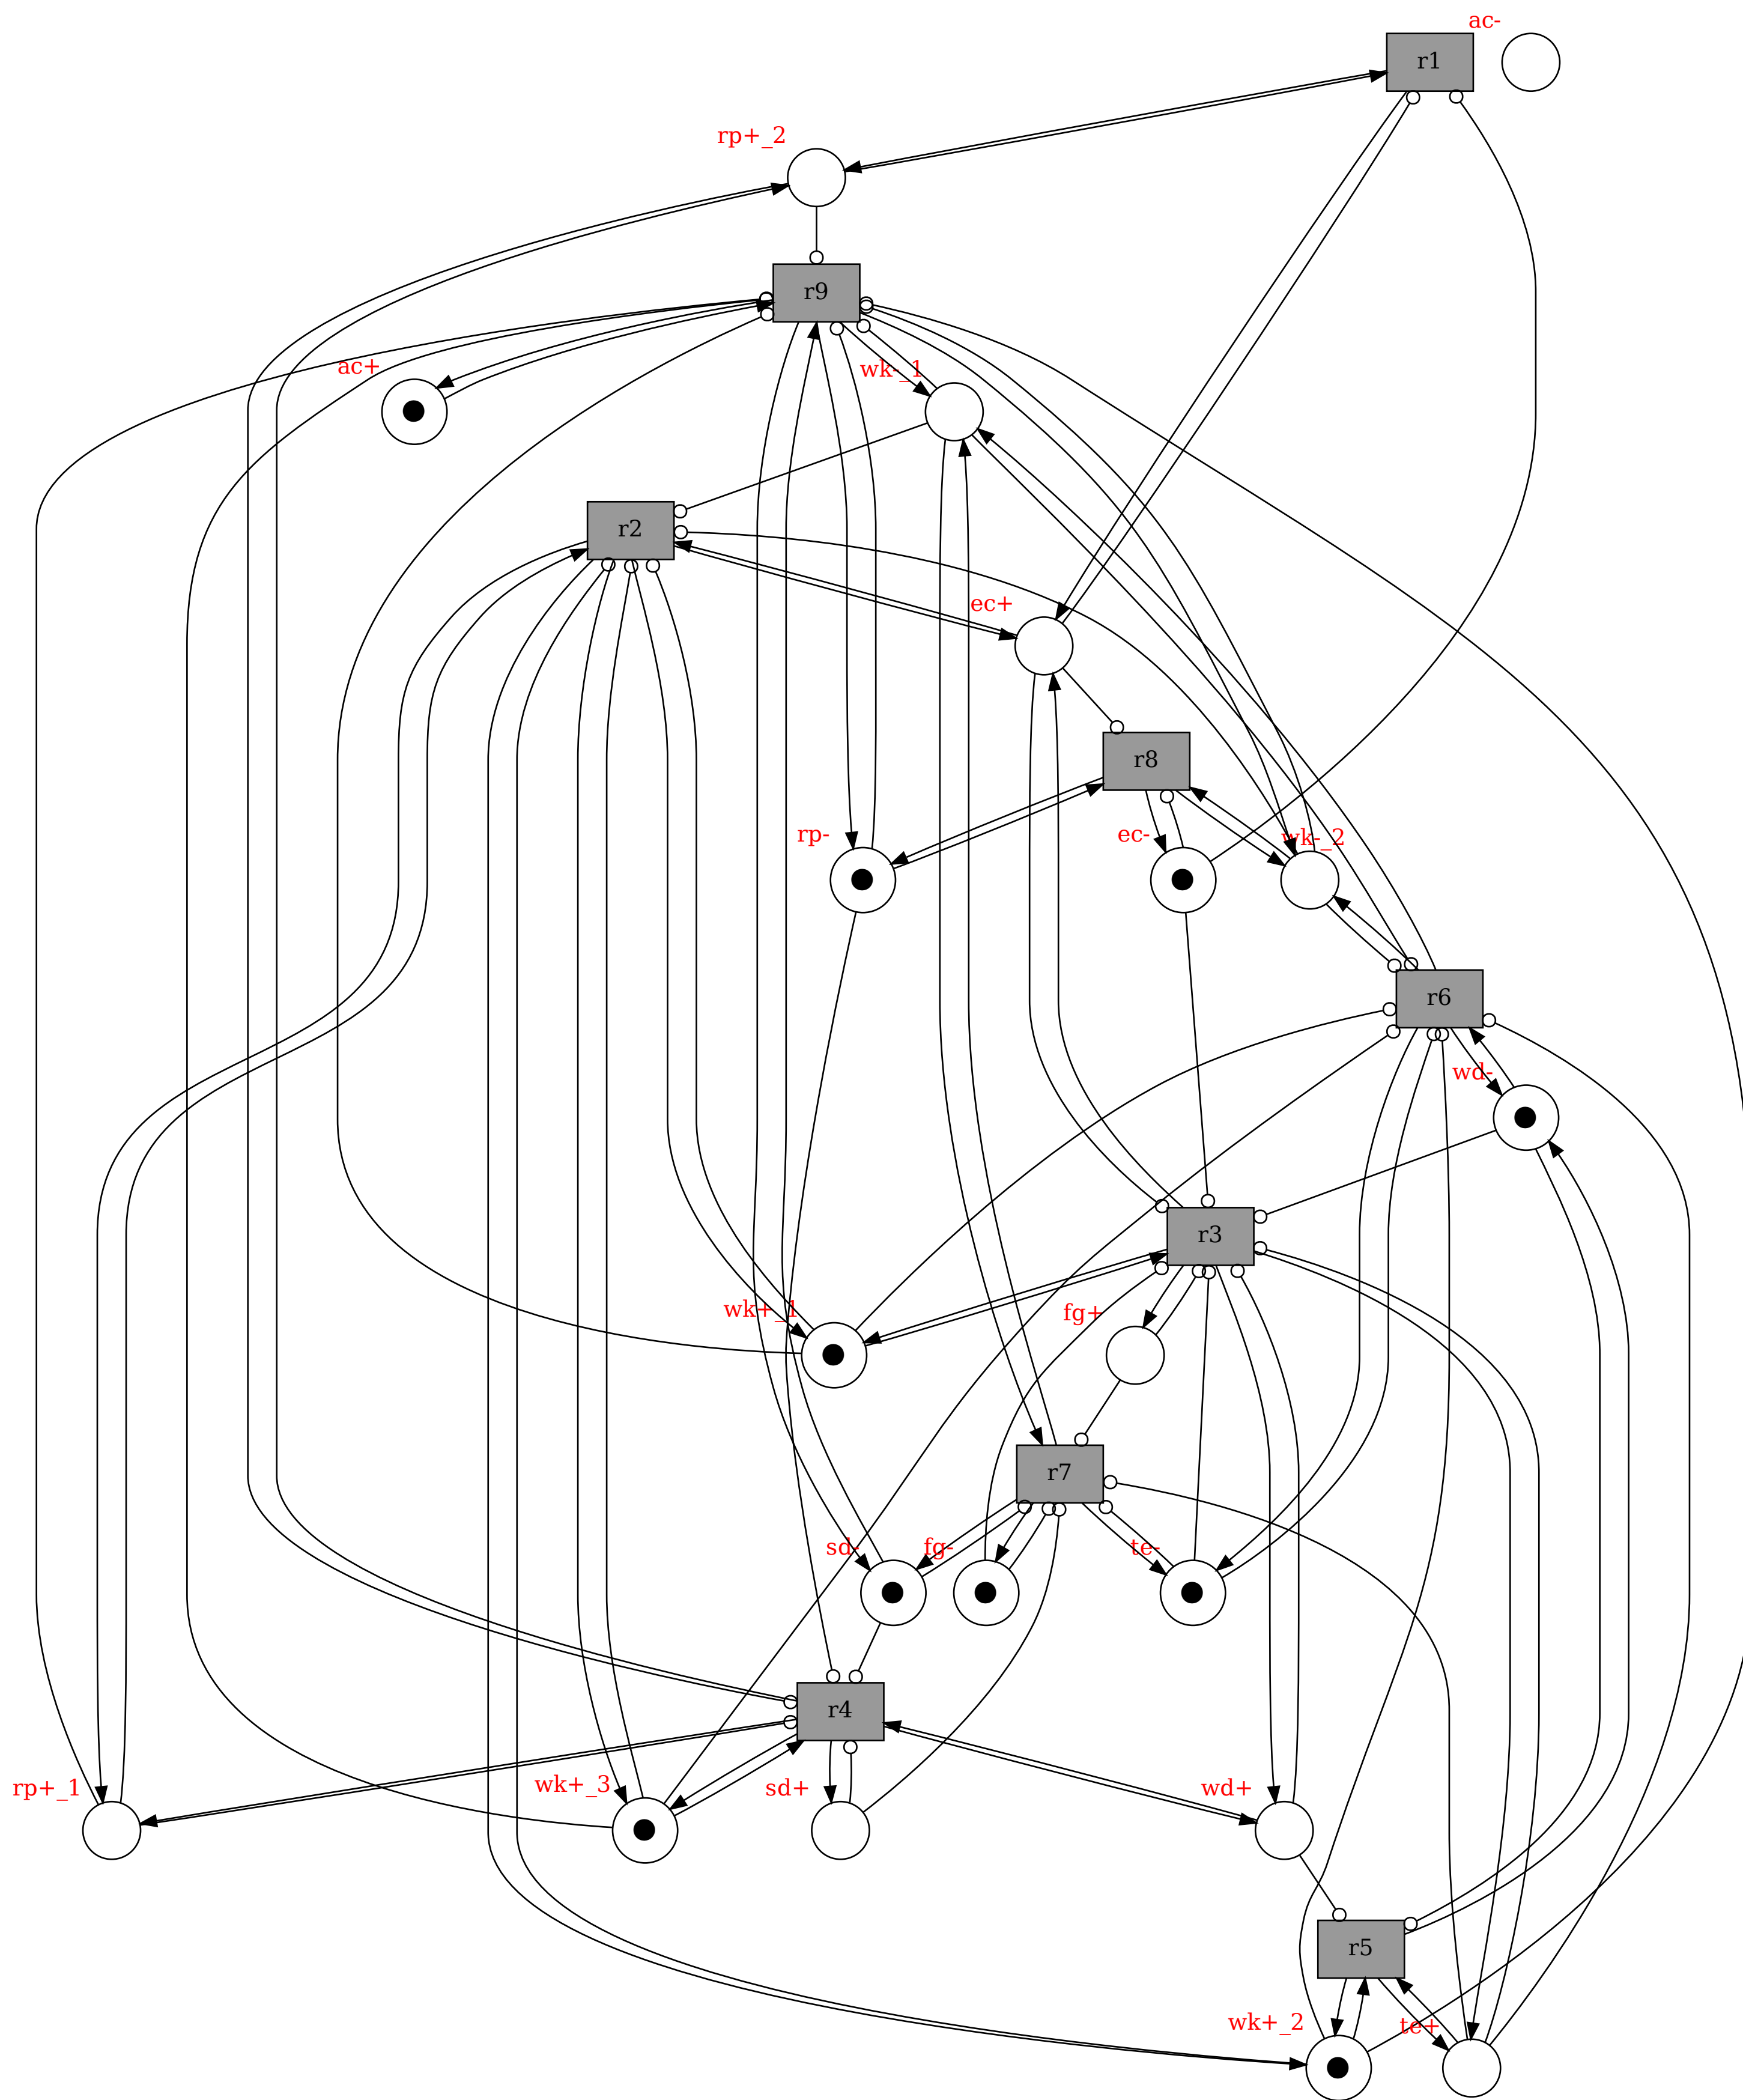 ac-
r1
rp+_2
r9
ac+
wk-_1
r2
ec+
r8
rp-
ec-
wk-_2
r6
wd-
r3
wk+_1
fg+
r7
sd-
fg-
te-
r4
rp+_1
wk+_3
sd+
wd+
r5
wk+_2
te+